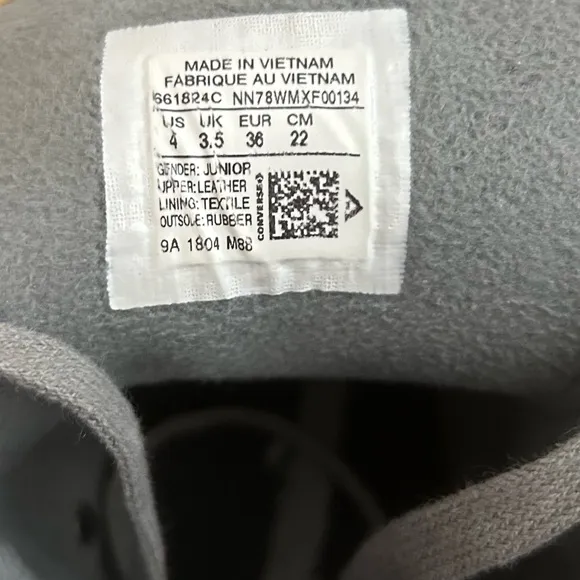 MADE IN VIETNAM
FABRIQUE AU VIETNAM
661824C NN78WMXF00134
US UK EUR CM
4 3.5 36 22
GENDER: JUNIOR
UPPER: LEATHER
LINING: TEXTILE
OUTSOLE: RUBBER
CONVERSE
9A 1804 M88